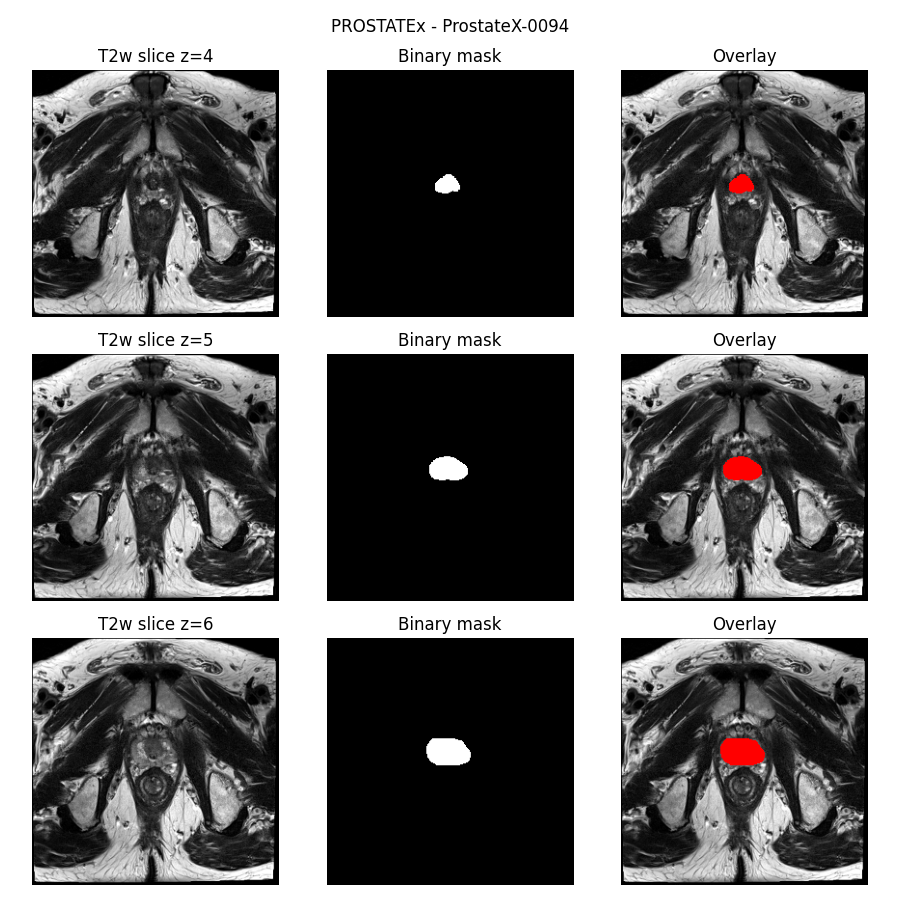 PROSTATEx - ProstateX-0094
T2w slice z=4 Binary mask Overlay
T2w slice z=5 Binary mask Overlay
T2w slice z=6 Binary mask Overlay